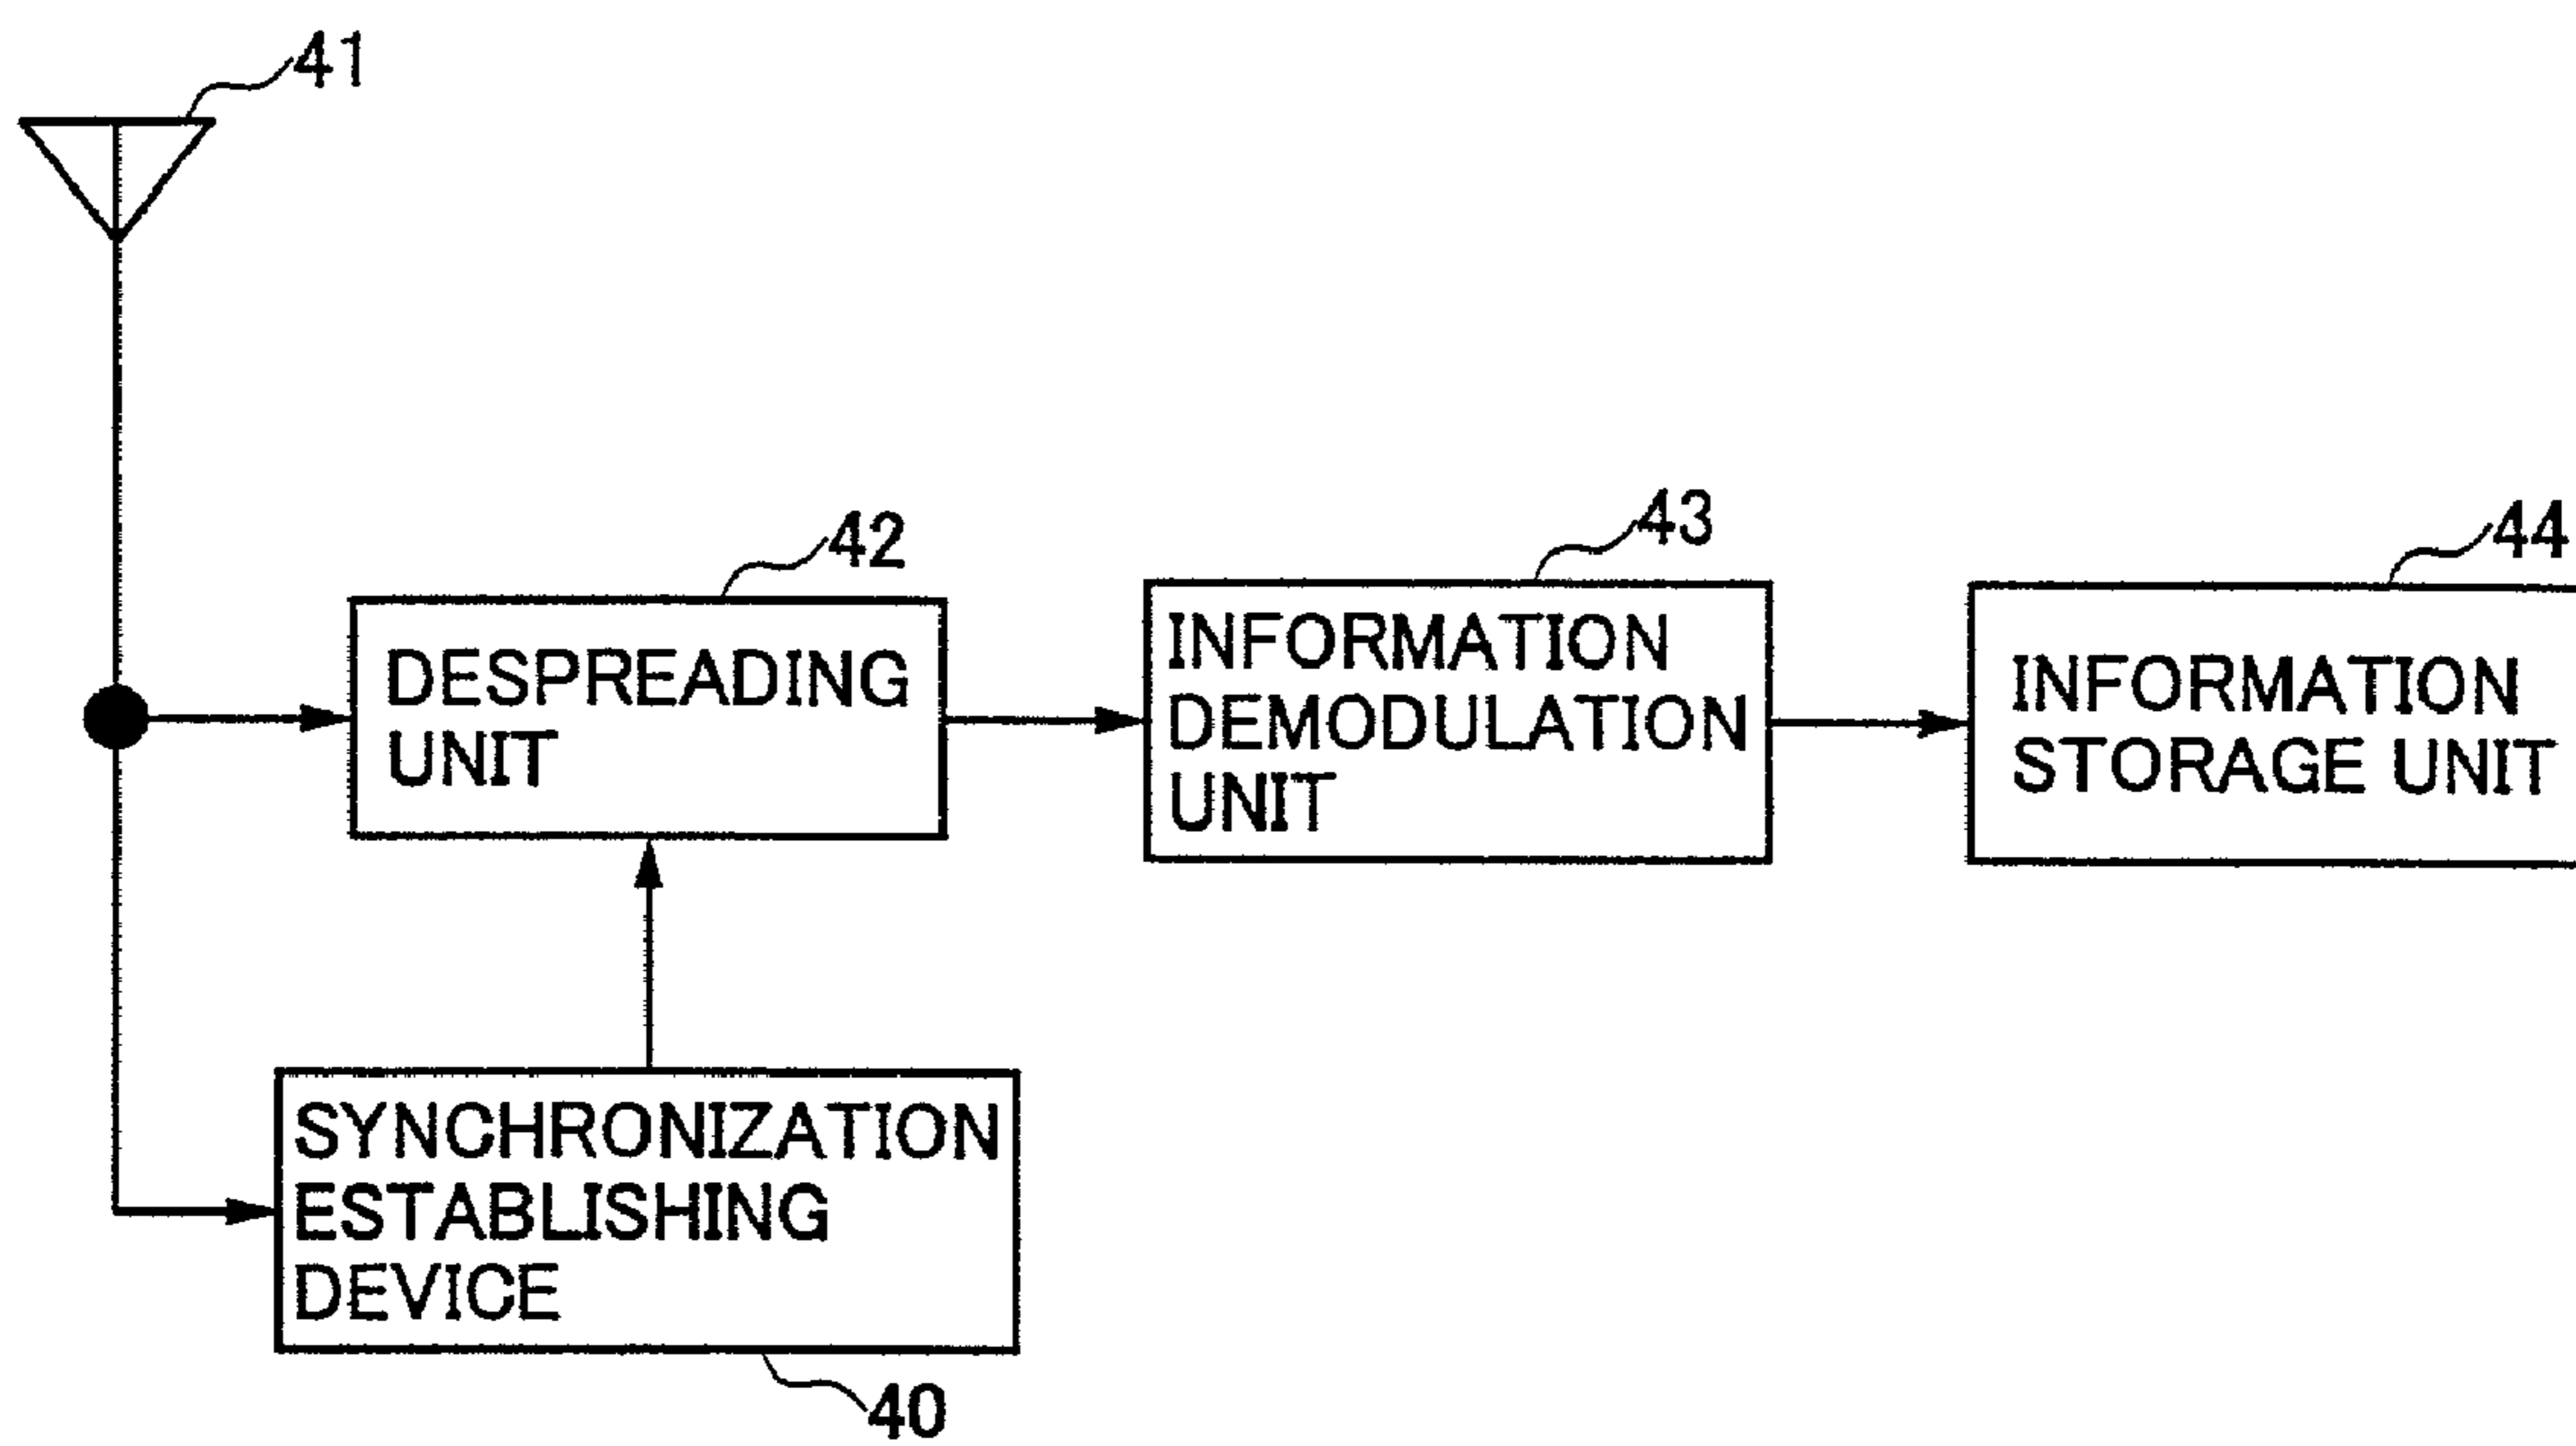 41
42
DESPREADING
UNIT
43
INFORMATION
DEMODULATION
UNIT
44
INFORMATION
STORAGE UNIT
SYNCHRONIZATION
ESTABLISHING
DEVICE
40